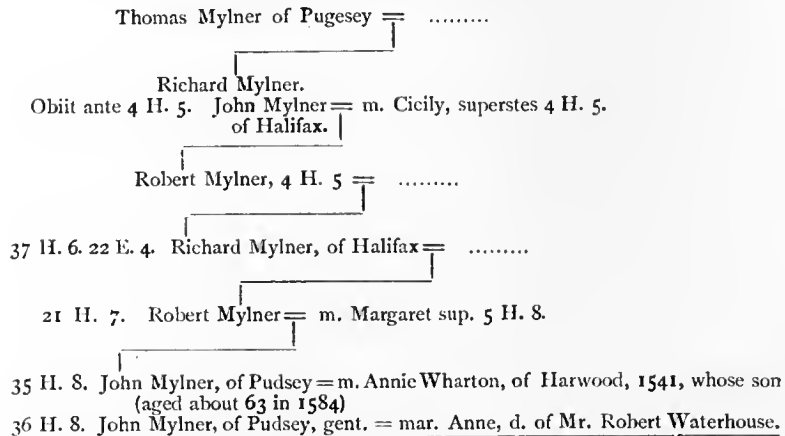 Thomas Mylner of Pugesey = .........
Richard Mylner.
Obiit ante 4 H. 5. John Mylner = m. Cicily, superstes 4 H. 5.
of Halifax.
Robert Mylner, 4 H. 5 = .........
37 H. 6. 22 E. 4. Richard Mylner, of Halifax = .........
21 H. 7. Robert Mylner = m. Margaret sup. 5 H. 8.
35 H. 8. John Mylner, of Pudsey = m. Annie Wharton, of Harwood, 1541, whose son
(aged about 63 in 1584)
36 H. 8. John Mylner, of Pudsey, gent. = mar. Anne, d. of Mr. Robert Waterhouse.